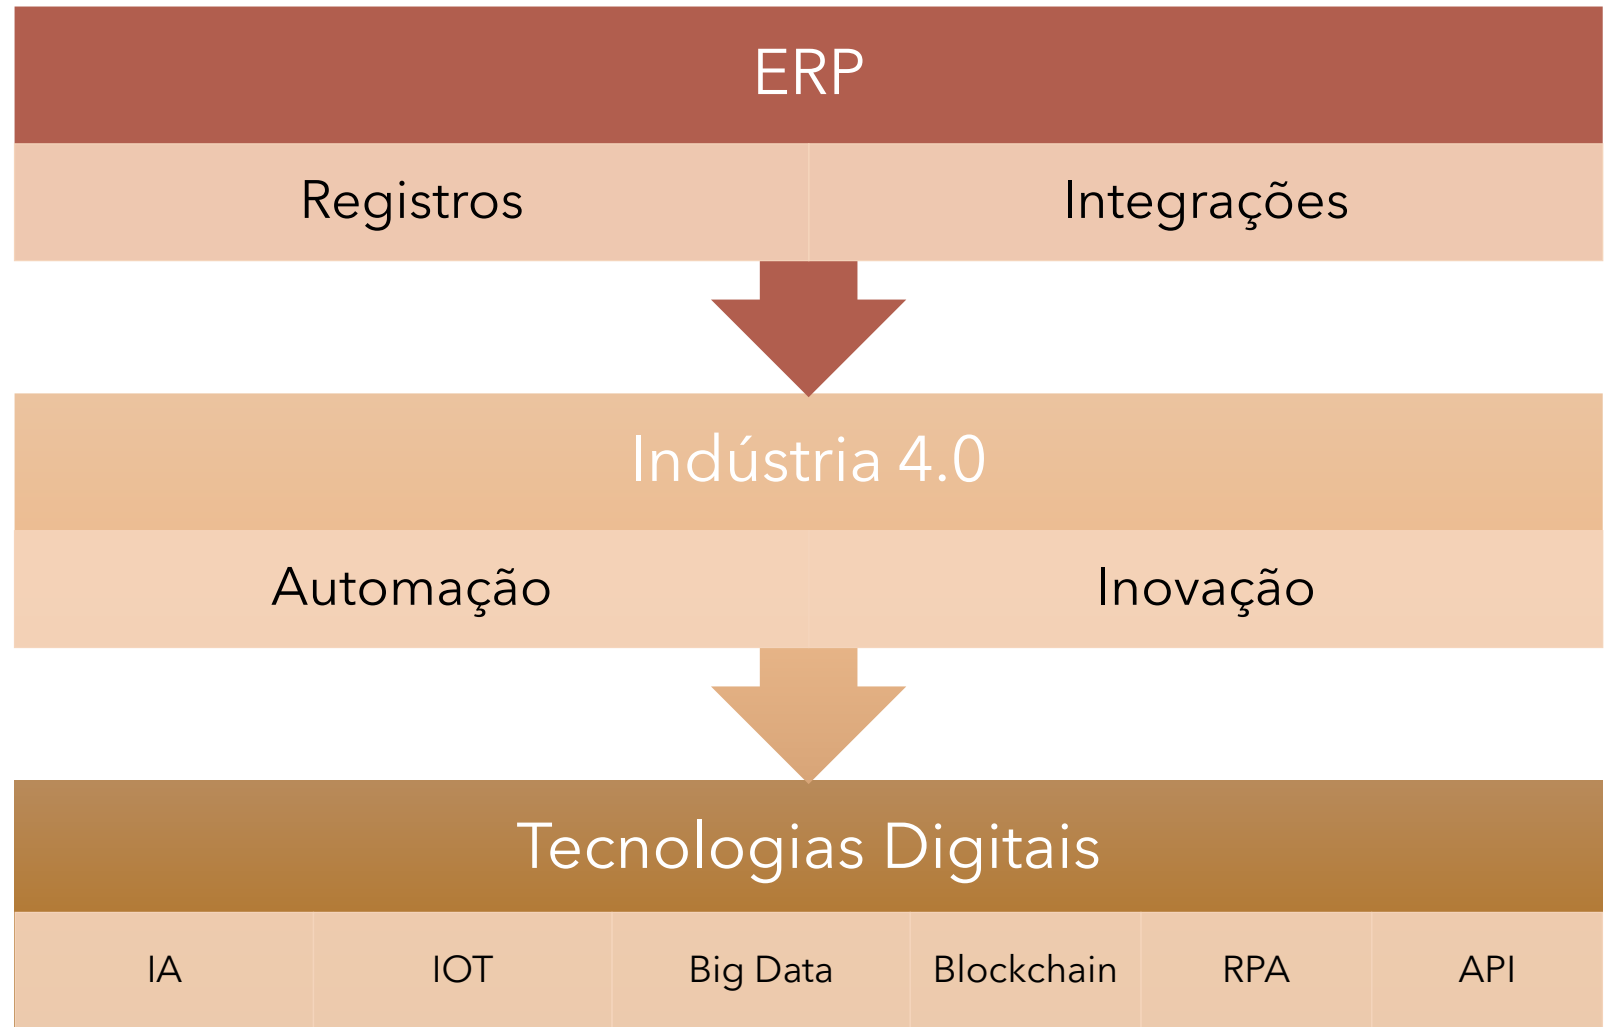 ERP
Registros
Integrações
Indústria 4.0
Automação
Inovação
Tecnologias Digitais
IA
IOT
Big Data
Blockchain
RPA
API